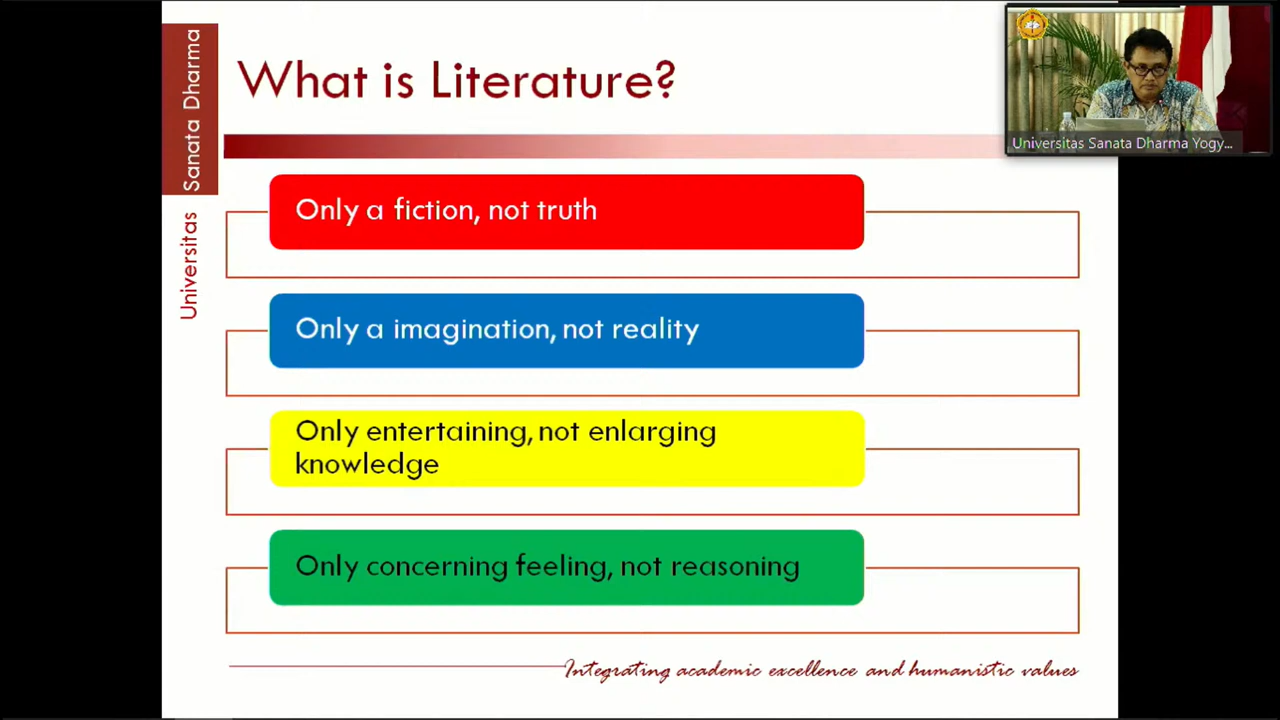 Universitas Sanata Dharma
What is Literature?
Universitas Sanata Dharma Yogy...
Only a fiction, not truth
Only a imagination, not reality
Only entertaining, not enlarging
knowledge
Only concerning feeling, not reasoning
Integrating academic excellence and humanistic values